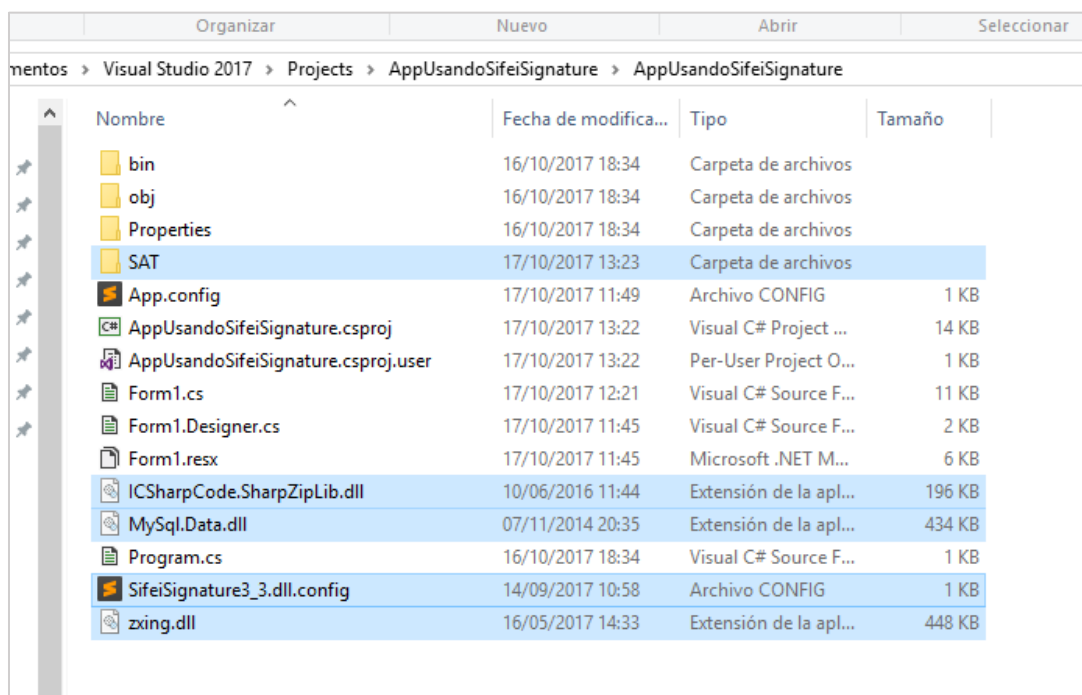 Organizar Nuevo Abrir Seleccionar
mentos > Visual Studio 2017 > Projects > AppUsandoSifeiSignature > AppUsandoSifeiSignature
Nombre Fecha de modifica... Tipo Tamaño
bin 16/10/2017 18:34 Carpeta de archivos
obj 16/10/2017 18:34 Carpeta de archivos
Properties 16/10/2017 18:34 Carpeta de archivos
SAT 17/10/2017 13:23 Carpeta de archivos
App.config 17/10/2017 11:49 Archivo CONFIG 1 KB
C# AppUsandoSifeiSignature.csproj 17/10/2017 13:22 Visual C# Project ... 14 KB
AppUsandoSifeiSignature.csproj.user 17/10/2017 13:22 Per-User Project O... 1 KB
Form1.cs 17/10/2017 12:21 Visual C# Source F... 11 KB
Form1.Designer.cs 17/10/2017 11:45 Visual C# Source F... 2 KB
Form1.resx 17/10/2017 11:45 Microsoft .NET M... 6 KB
ICSharpCode.SharpZipLib.dll 10/06/2016 11:44 Extensión de la apl... 196 KB
MySql.Data.dll 07/11/2014 20:35 Extensión de la apl... 434 KB
Program.cs 16/10/2017 18:34 Visual C# Source F... 1 KB
SifeiSignature3_3.dll.config 14/09/2017 10:58 Archivo CONFIG 1 KB
zxing.dll 16/05/2017 14:33 Extensión de la apl... 448 KB